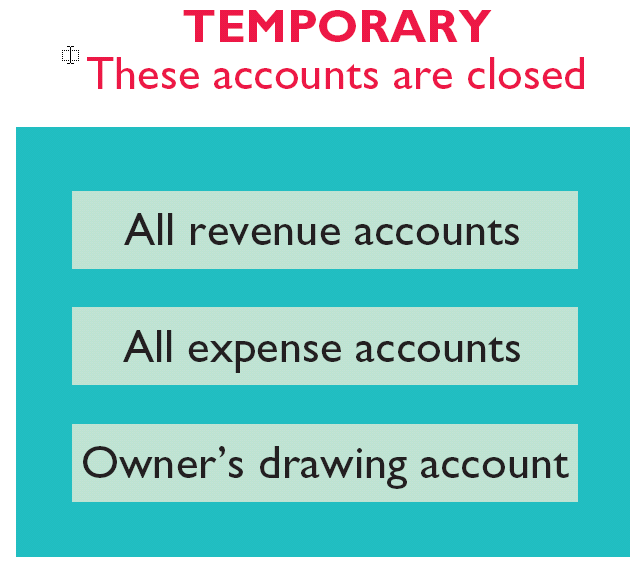 TEMPORARY
These accounts are closed
All revenue accounts
All expense accounts
Owner’s drawing account